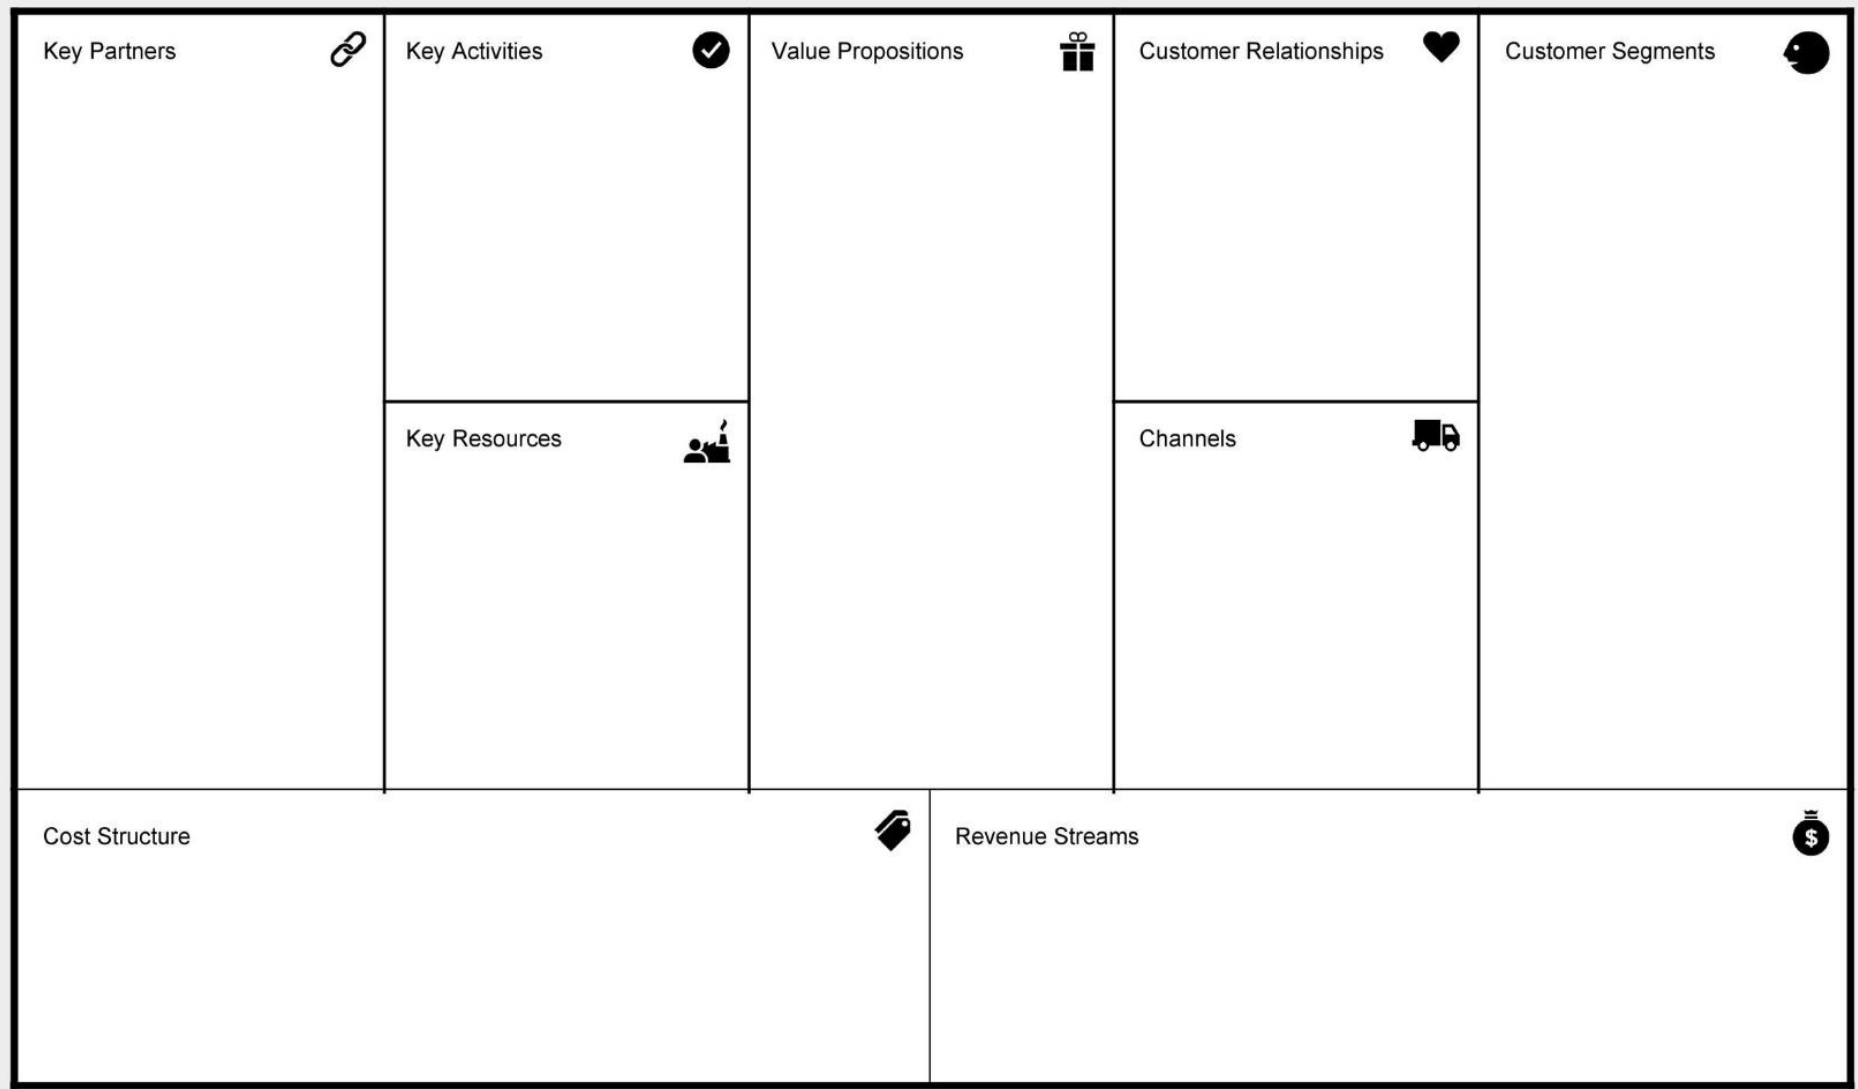 Key Partners
Key Activities
Value Propositions
Customer Relationships
Customer Segments
Key Resources
Channels
Cost Structure
Revenue Streams
$